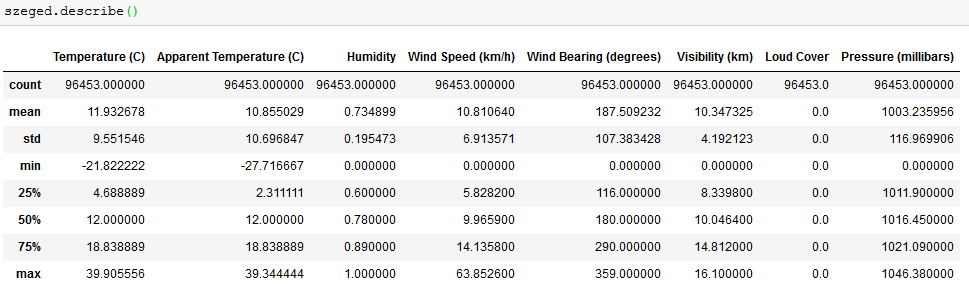 szeged.describe()
Temperature (C) Apparent Temperature (C) Humidity Wind Speed (km/h) Wind Bearing (degrees) Visibility (km) Loud Cover Pressure (millibars)
count 96453.000000 96453.000000 96453.000000 96453.000000 96453.000000 96453.000000 96453.0 96453.000000
mean 11.932678 10.855029 0.734899 10.810640 187.509232 10.347325 0.0 1003.235956
std 9.551546 10.696847 0.195473 6.913571 107.383428 4.192123 0.0 116.969906
min -21.822222 -27.716667 0.000000 0.000000 0.000000 0.000000 0.0 0.000000
25% 4.688889 2.311111 0.600000 5.828200 116.000000 8.339800 0.0 1011.900000
50% 12.000000 12.000000 0.780000 9.965900 180.000000 10.046400 0.0 1016.450000
75% 18.838889 18.838889 0.890000 14.135800 290.000000 14.812000 0.0 1021.090000
max 39.905556 39.344444 1.000000 63.852600 359.000000 16.100000 0.0 1046.380000